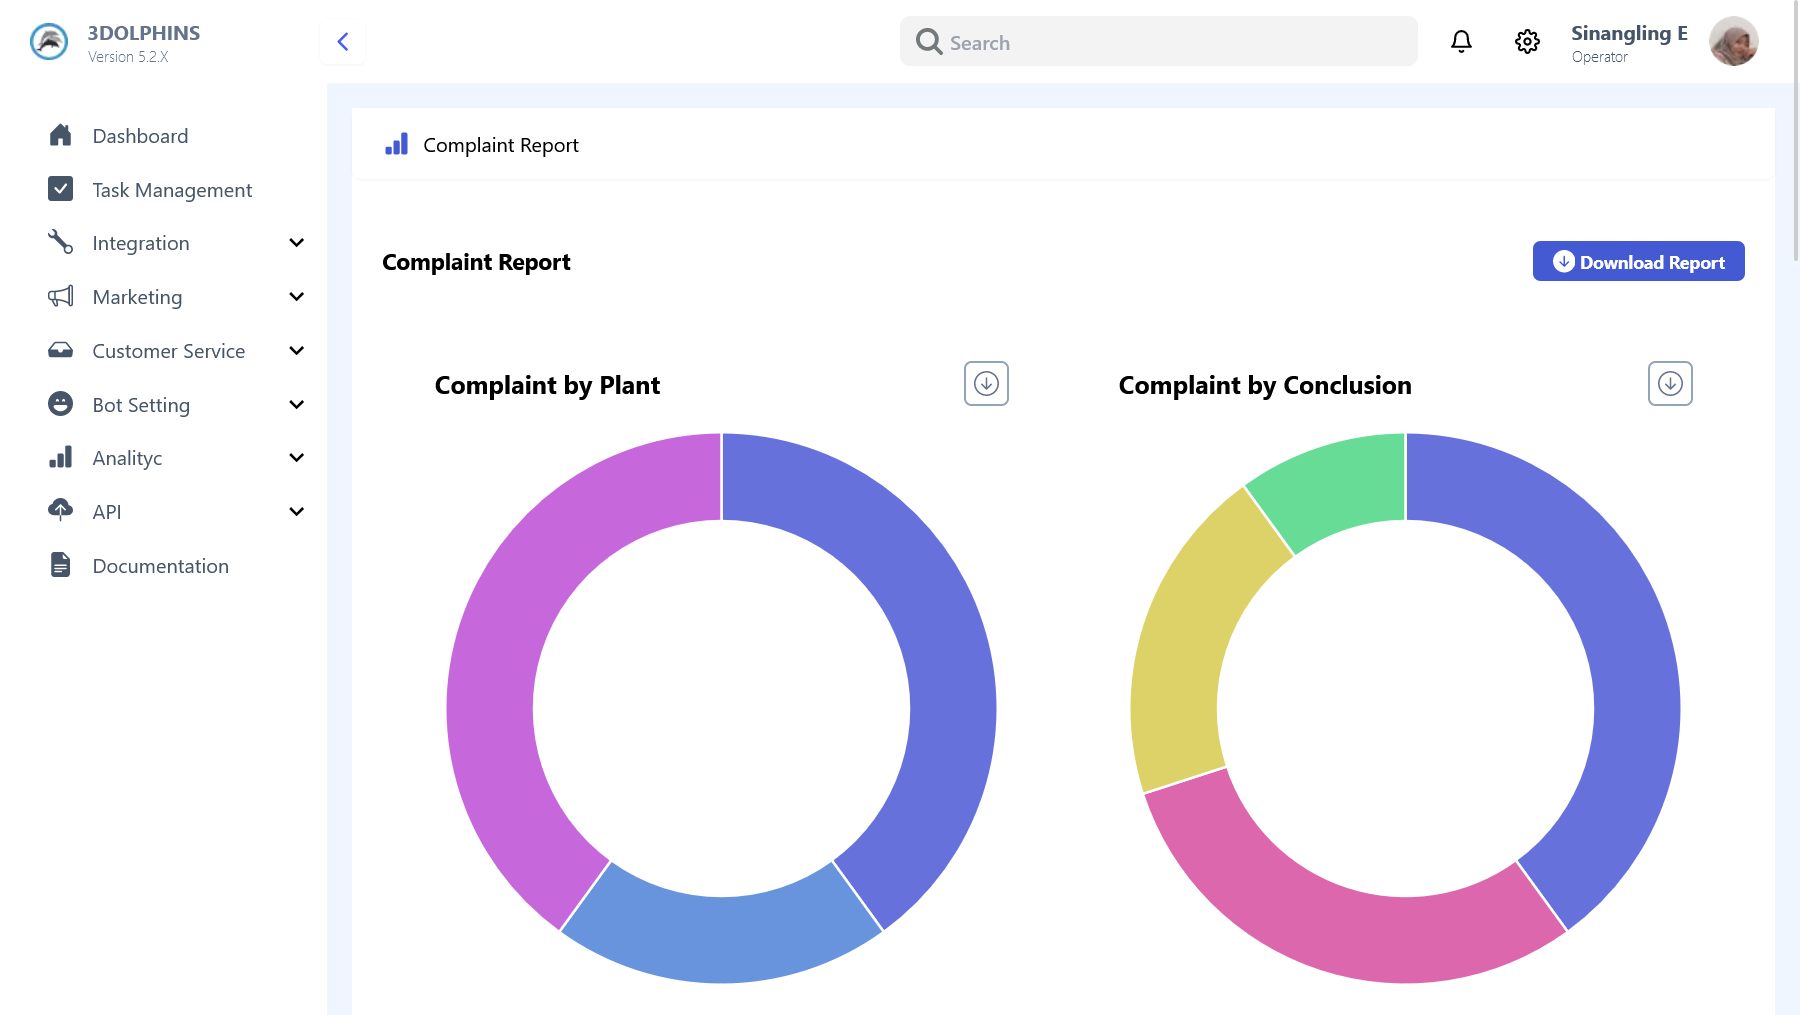 3DOLPHINS
Version 5.2.X
Search
Sinangling E
Operator
Dashboard
Task Management
Integration
Marketing
Customer Service
Bot Setting
Analityc
API
Documentation
Complaint Report
Complaint Report
Download Report
Complaint by Plant
Complaint by Conclusion